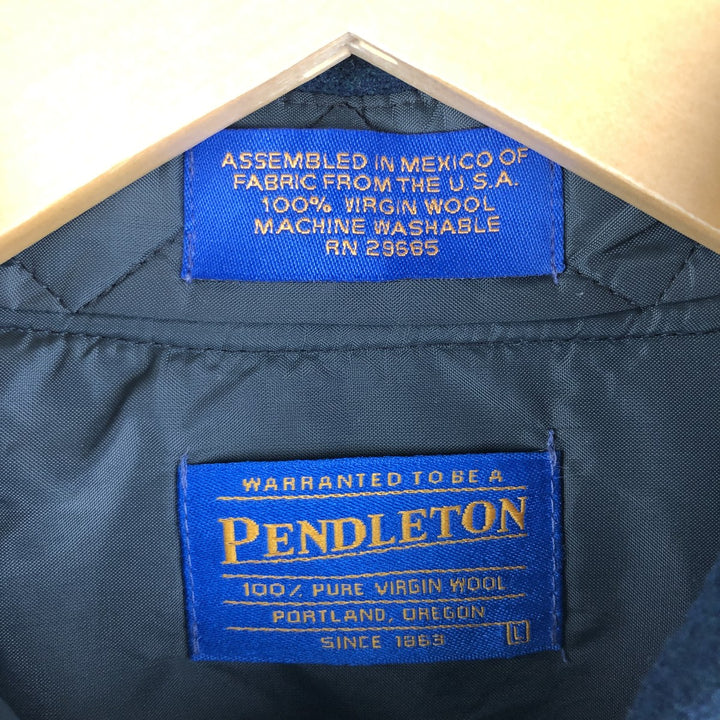 ASSEMBLED IN MEXICO OF
FABRIC FROM THE U.S.A.
100% VIRGIN WOOL
MACHINE WASHABLE
RN 29685
WARRANTED TO BE A
PENDLETON
100% PURE VIRGIN WOOL
PORTLAND, OREGON
SINCE 1863
L